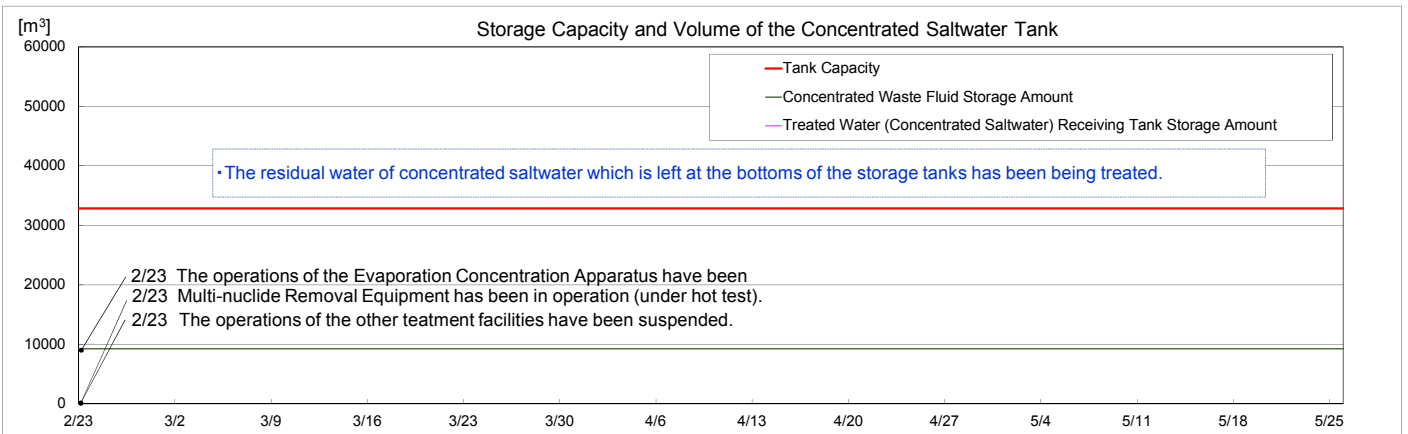 [m³]
Storage Capacity and Volume of the Concentrated Saltwater Tank
60000
50000
40000
30000
20000
10000
0
Tank Capacity
Concentrated Waste Fluid Storage Amount
Treated Water (Concentrated Saltwater) Receiving Tank Storage Amount
・The residual water of concentrated saltwater which is left at the bottoms of the storage tanks has been being treated.
2/23 The operations of the Evaporation Concentration Apparatus have been
2/23 Multi-nuclide Removal Equipment has been in operation (under hot test).
2/23 The operations of the other teatment facilities have been suspended.
2/23 3/2 3/9 3/16 3/23 3/30 4/6 4/13 4/20 4/27 5/4 5/11 5/18 5/25